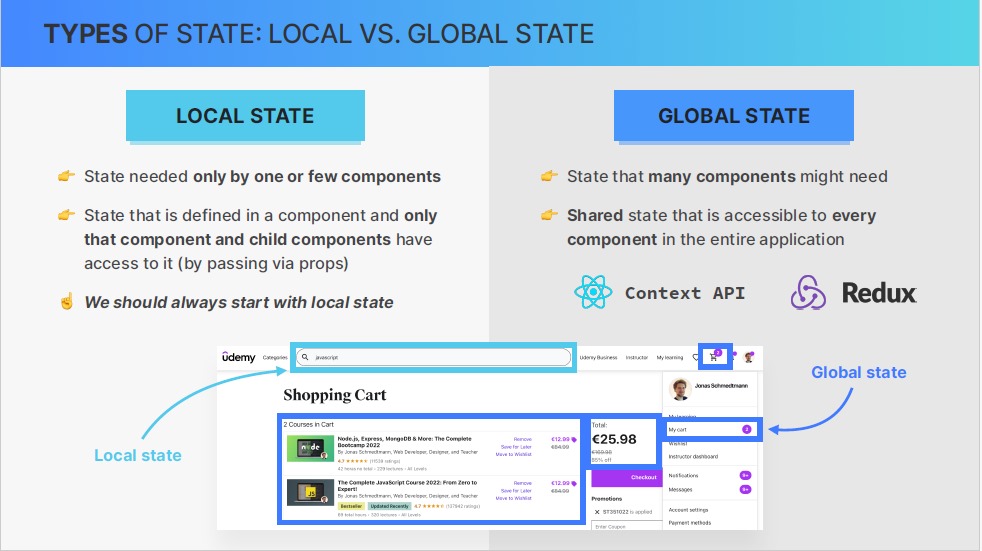 TYPES OF STATE: LOCAL VS. GLOBAL STATE
LOCAL STATE
👉 State needed only by one or few components
👉 State that is defined in a component and only
that component and child components have
access to it (by passing via props)
☝️ We should always start with local state
GLOBAL STATE
👉 State that many components might need
👉 Shared state that is accessible to every
component in the entire application
Context API
Redux
Local state
Global state
udemy Categories javascript Udemy Business Instructor My learning 2
Shopping Cart
2 Courses in Cart
Node.js, Express, MongoDB & More: The Complete
Bootcamp 2022
By Jonas Schmedtmann, Web Developer, Designer, and Teacher
4.7 ★★★★★ (11539 ratings)
42 hours total • 229 lectures • All Levels
Remove
Save for Later
Move to Wishlist
€12.99
€84.99
The Complete JavaScript Course 2022: From Zero to
Expert!
By Jonas Schmedtmann, Web Developer, Designer, and Teacher
Bestseller Updated Recently 4.7 ★★★★★ (137942 ratings)
69 total hours • 320 lectures • All Levels
Remove
Save for Later
Move to Wishlist
€12.99
€84.99
Total:
€25.98
€169.98
85% off
Checkout
Promotions
× ST3S1022 is applied
Enter Coupon
Jonas Schmedtmann
My learning
My cart 2
Wishlist
Instructor dashboard
Notifications 9+
Messages 9+
Account settings
Payment methods